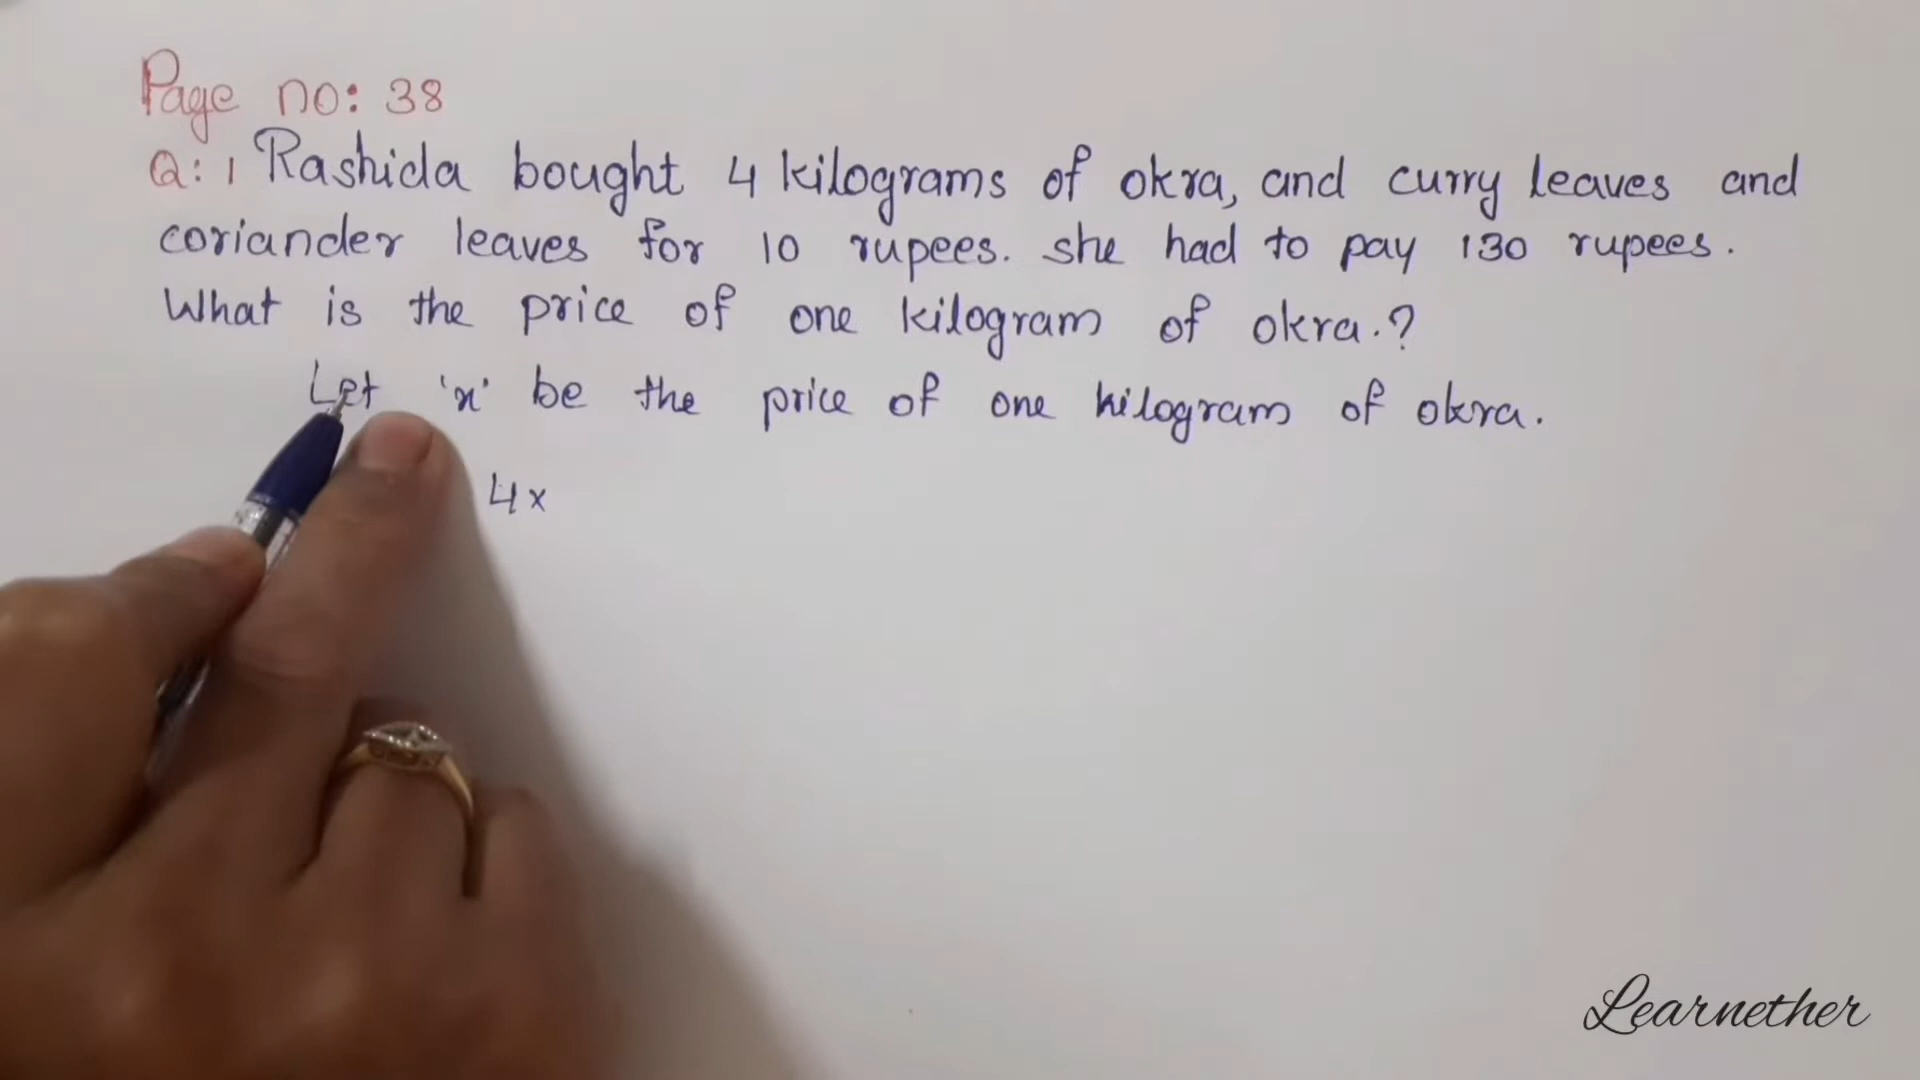 Page no: 38
Q: 1 Rashida bought 4 kilograms of okra, and curry leaves and
coriander leaves for 10 rupees. she had to pay 130 rupees.
What is the price of one kilogram of okra.?
Let 'x' be the price of one kilogram of okra.
4x
Learnether